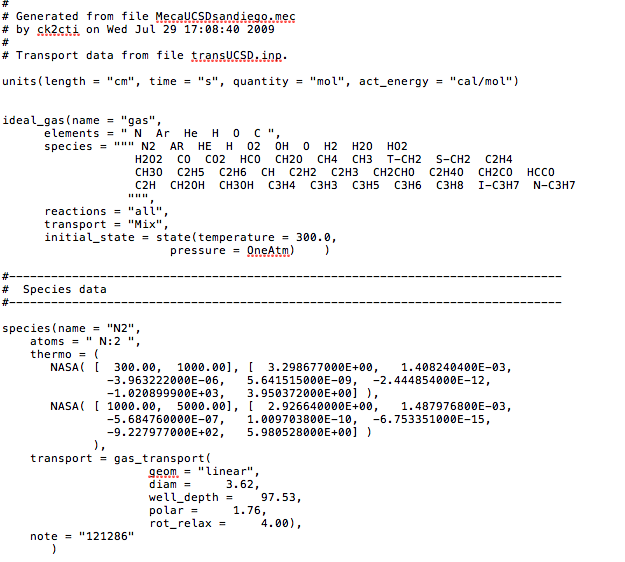 #
# Generated from file MecaUCSDsandiego.mec
# by ck2cti on Wed Jul 29 17:08:40 2009
#
# Transport data from file transUCSD.inp.
units(length = "cm", time = "s", quantity = "mol", act_energy = "cal/mol")
ideal_gas(name = "gas",
elements = " N  Ar  He  H  O  C ",
species = """ N2  AR  HE  H  O2  OH  O  H2  H2O  HO2
H2O2  CO  CO2  HCO  CH2O  CH4  CH3  T-CH2  S-CH2  C2H4
CH3O  C2H5  C2H6  CH  C2H2  C2H3  CH2CHO  C2H4O  CH2CO  HCCO
C2H  CH2OH  CH3OH  C3H4  C3H3  C3H5  C3H6  C3H8  I-C3H7  N-C3H7
""",
reactions = "all",
transport = "Mix",
initial_state = state(temperature = 300.0,
pressure = OneAtm)    )
#-------------------------------------------------------------------------------
#  Species data
#-------------------------------------------------------------------------------
species(name = "N2",
atoms = " N:2 ",
thermo = (
NASA( [  300.00,  1000.00], [  3.298677000E+00,   1.408240400E-03,
-3.963222000E-06,   5.641515000E-09,  -2.444854000E-12,
-1.020899900E+03,   3.950372000E+00] ),
NASA( [ 1000.00,  5000.00], [  2.926640000E+00,   1.487976800E-03,
-5.684760000E-07,   1.009703800E-10,  -6.753351000E-15,
-9.227977000E+02,   5.980528000E+00] )
),
transport = gas_transport(
geom = "linear",
diam =     3.62,
well_depth =    97.53,
polar =     1.76,
rot_relax =     4.00),
note = "121286"
)